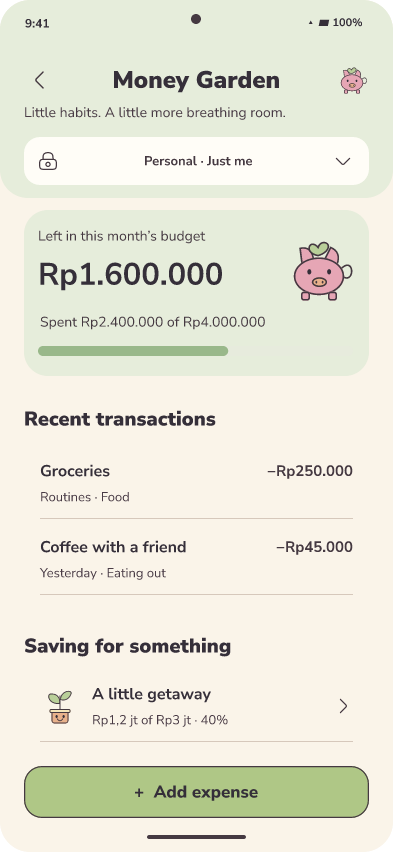 9:41
100%
Money Garden
Little habits. A little more breathing room.
Personal · Just me
Left in this month’s budget
Rp1.600.000
Spent Rp2.400.000 of Rp4.000.000
Recent transactions
Groceries
−Rp250.000
Routines · Food
Coffee with a friend
−Rp45.000
Yesterday · Eating out
Saving for something
A little getaway
Rp1,2 jt of Rp3 jt · 40%
+ Add expense